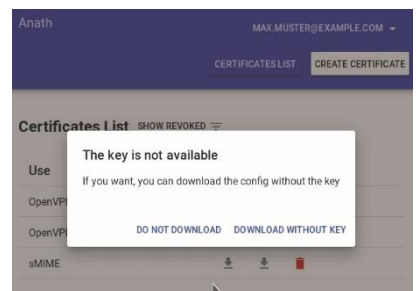 Anath
MAX.MUSTER@EXAMPLE.COM
CERTIFICATES LIST CREATE CERTIFICATE
Certificates List SHOW REVOKED
The key is not available
Use
If you want, you can download the config without the key
OpenVP
OpenVP
DO NOT DOWNLOAD DOWNLOAD WITHOUT KEY
sMIME